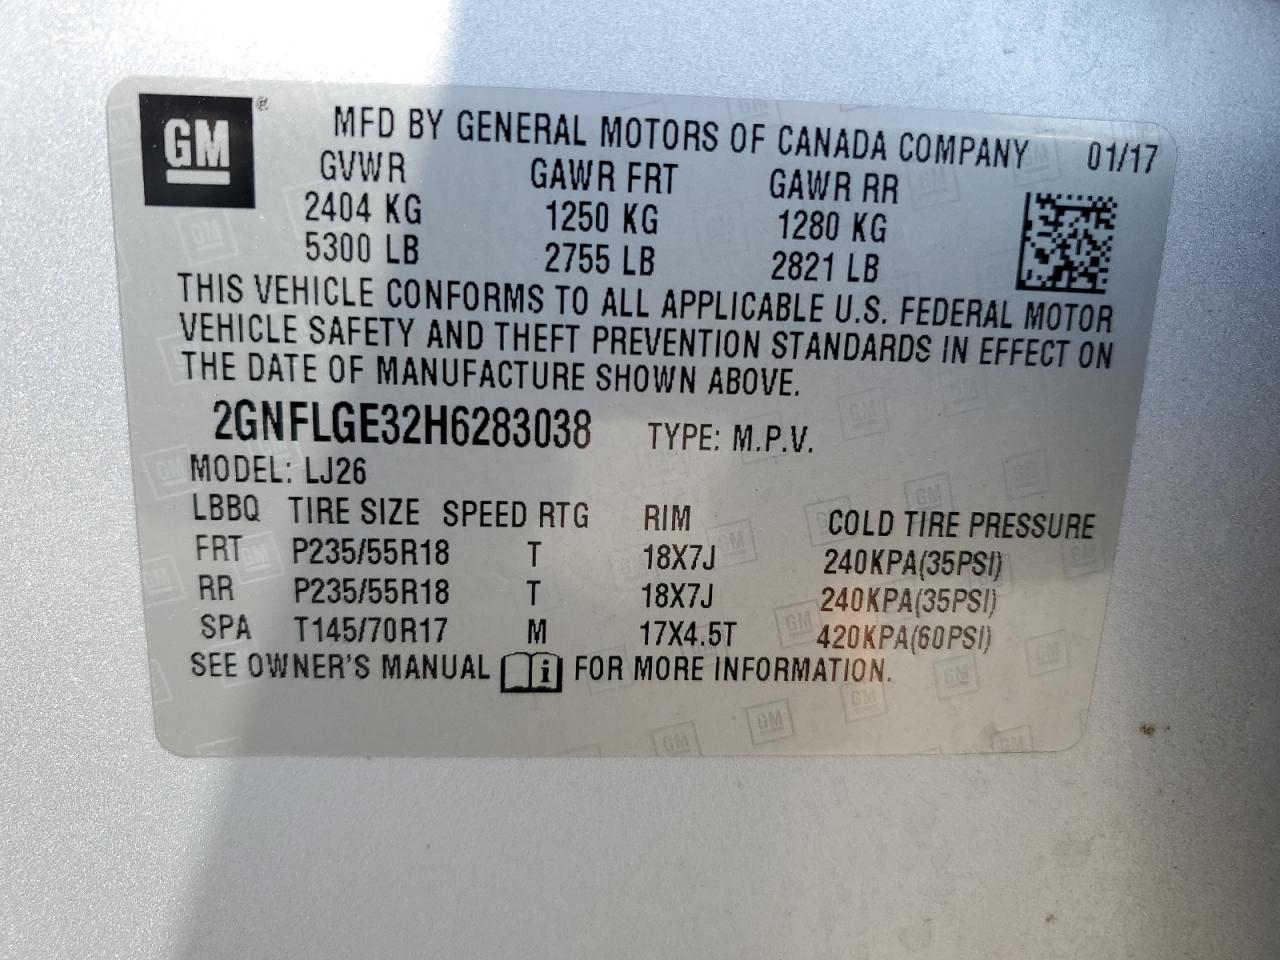 GM ®
MFD BY GENERAL MOTORS OF CANADA COMPANY 01/17
GVWR GAWR FRT GAWR RR
2404 KG 1250 KG 1280 KG
5300 LB 2755 LB 2821 LB
THIS VEHICLE CONFORMS TO ALL APPLICABLE U.S. FEDERAL MOTOR
VEHICLE SAFETY AND THEFT PREVENTION STANDARDS IN EFFECT ON
THE DATE OF MANUFACTURE SHOWN ABOVE.
2GNFLGE32H6283038 TYPE: M.P.V.
MODEL: LJ26
LBBQ TIRE SIZE SPEED RTG RIM COLD TIRE PRESSURE
FRT P235/55R18 T 18X7J 240KPA(35PSI)
RR P235/55R18 T 18X7J 240KPA(35PSI)
SPA T145/70R17 M 17X4.5T 420KPA(60PSI)
SEE OWNER'S MANUAL i FOR MORE INFORMATION.